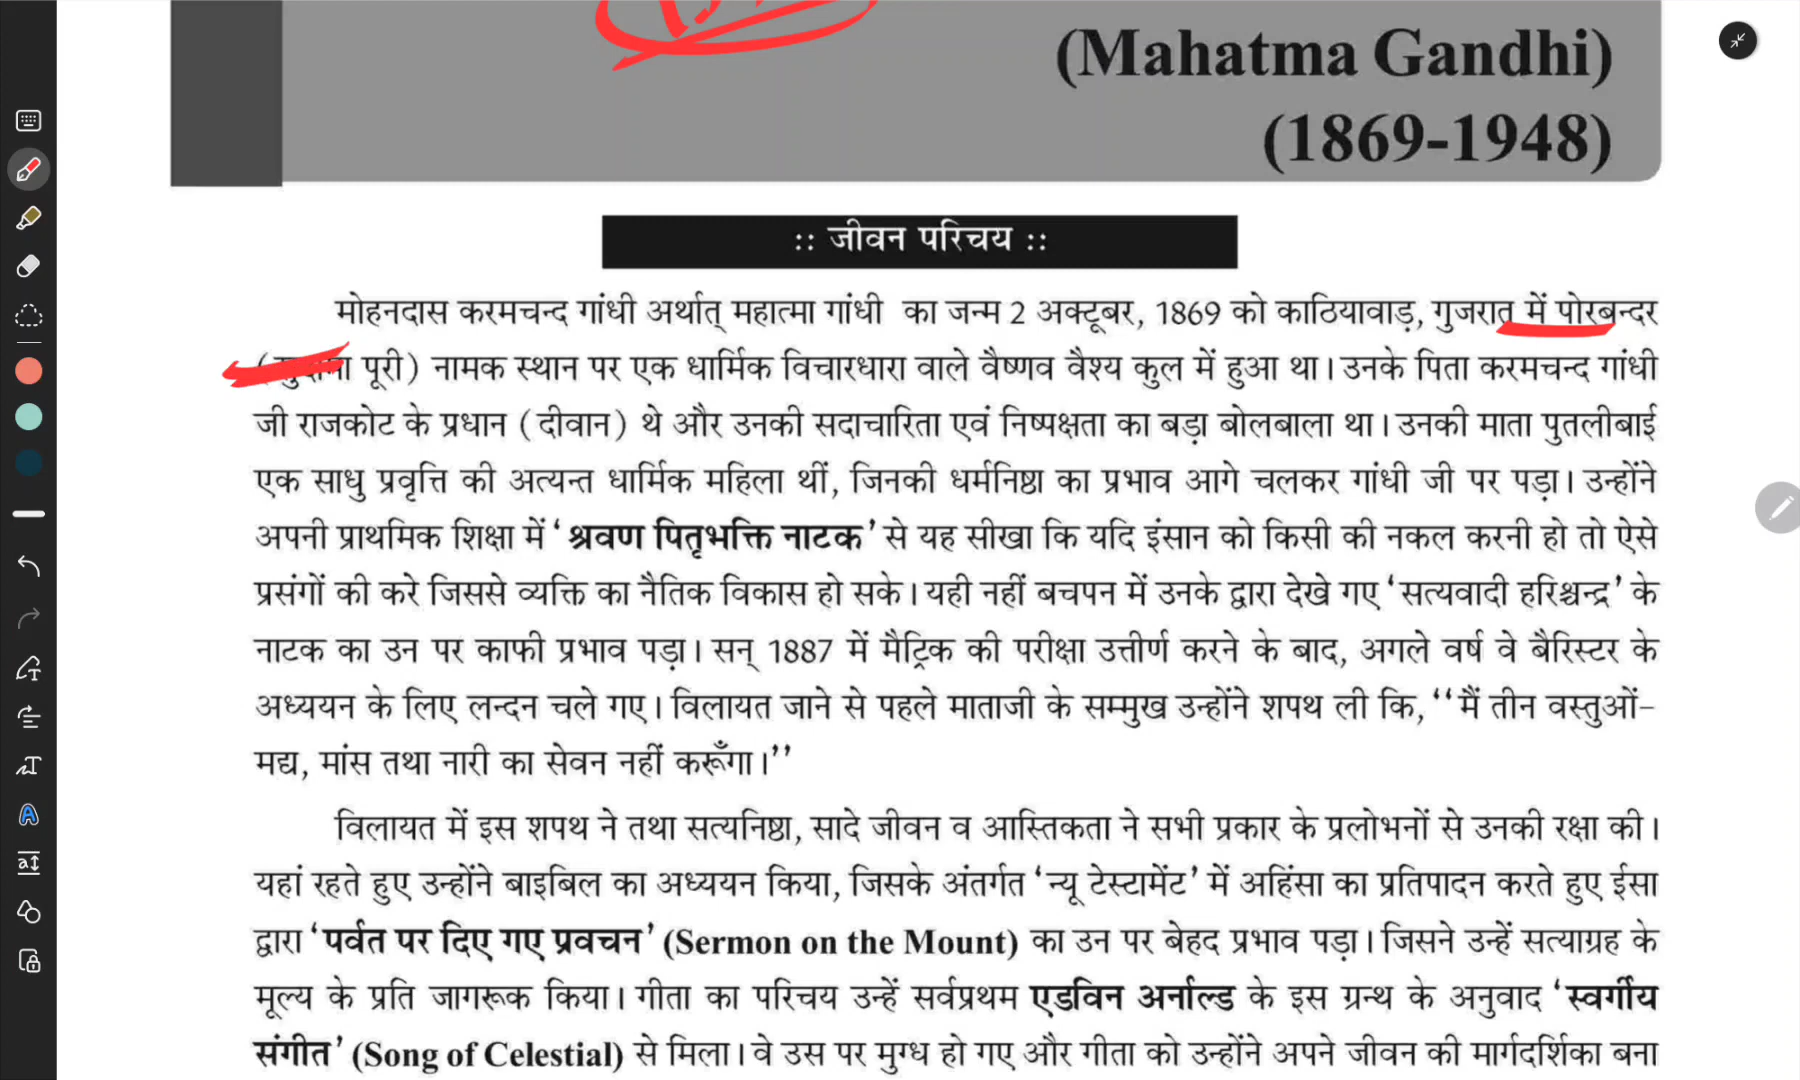 (Mahatma Gandhi)
(1869-1948)
:: जीवन परिचय ::
मोहनदास करमचन्द गांधी अर्थात् महात्मा गांधी का जन्म 2 अक्टूबर, 1869 को काठियावाड़, गुजरात में पोरबन्दर
(सुदामा पूरी) नामक स्थान पर एक धार्मिक विचारधारा वाले वैष्णव वैश्य कुल में हुआ था। उनके पिता करमचन्द गांधी
जी राजकोट के प्रधान (दीवान) थे और उनकी सदाचारिता एवं निष्पक्षता का बड़ा बोलबाला था। उनकी माता पुतलीबाई
एक साधु प्रवृत्ति की अत्यन्त धार्मिक महिला थीं, जिनकी धर्मनिष्ठा का प्रभाव आगे चलकर गांधी जी पर पड़ा। उन्होंने
अपनी प्राथमिक शिक्षा में ‘श्रवण पितृभक्ति नाटक’ से यह सीखा कि यदि इंसान को किसी की नकल करनी हो तो ऐसे
प्रसंगों की करे जिससे व्यक्ति का नैतिक विकास हो सके। यही नहीं बचपन में उनके द्वारा देखे गए ‘सत्यवादी हरिश्चन्द्र’ के
नाटक का उन पर काफी प्रभाव पड़ा। सन् 1887 में मैट्रिक की परीक्षा उत्तीर्ण करने के बाद, अगले वर्ष वे बैरिस्टर के
अध्ययन के लिए लन्दन चले गए। विलायत जाने से पहले माताजी के सम्मुख उन्होंने शपथ ली कि, ‘‘मैं तीन वस्तुओं–
मद्य, मांस तथा नारी का सेवन नहीं करूँगा।’’
विलायत में इस शपथ ने तथा सत्यनिष्ठा, सादे जीवन व आस्तिकता ने सभी प्रकार के प्रलोभनों से उनकी रक्षा की।
यहां रहते हुए उन्होंने बाइबिल का अध्ययन किया, जिसके अंतर्गत ‘न्यू टेस्टामेंट’ में अहिंसा का प्रतिपादन करते हुए ईसा
द्वारा ‘पर्वत पर दिए गए प्रवचन’ (Sermon on the Mount) का उन पर बेहद प्रभाव पड़ा। जिसने उन्हें सत्याग्रह के
मूल्य के प्रति जागरूक किया। गीता का परिचय उन्हें सर्वप्रथम एडविन अर्नाल्ड के इस ग्रन्थ के अनुवाद ‘स्वर्गीय
संगीत’ (Song of Celestial) से मिला। वे उस पर मुग्ध हो गए और गीता को उन्होंने अपने जीवन की मार्गदर्शिका बना